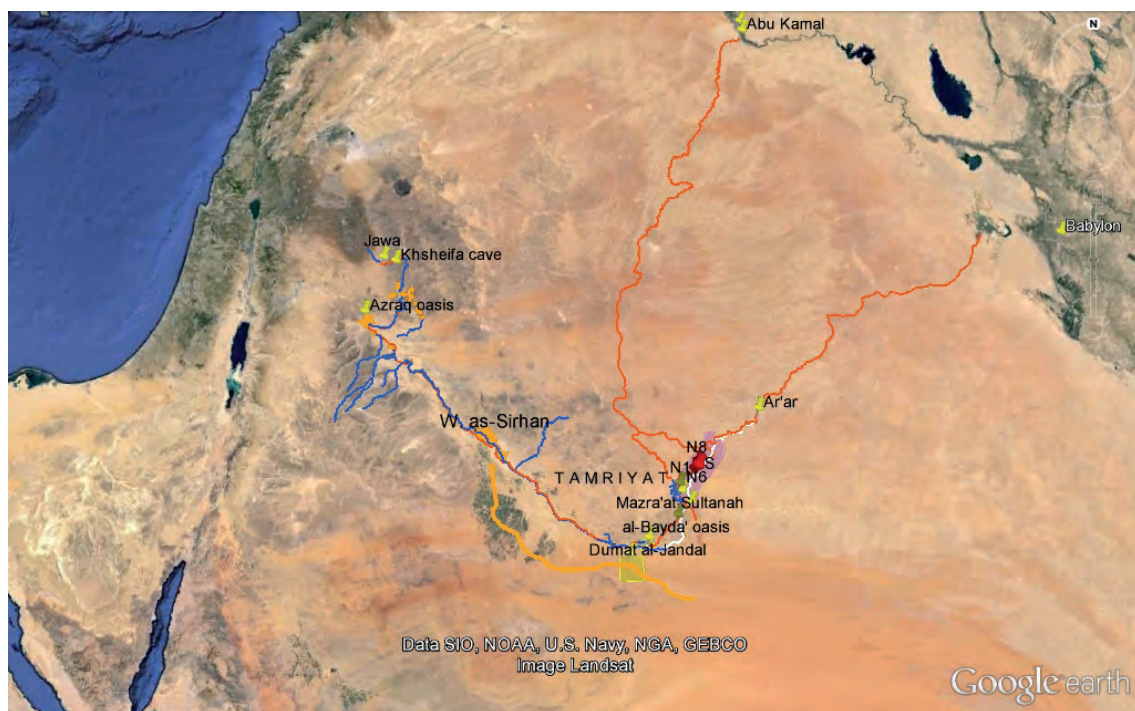 N
Abu Kamal
Babylon
Jawa
Khsheifa cave
Azraq oasis
Ar'ar
W. as-Sirhan
N8
N1
S
TAMRIYAT
N6
Mazra'at Sultanah
al-Bayda' oasis
Dumat al-Jandal
Data SIO, NOAA, U.S. Navy, NGA, GEBCO
Image Landsat
Google earth